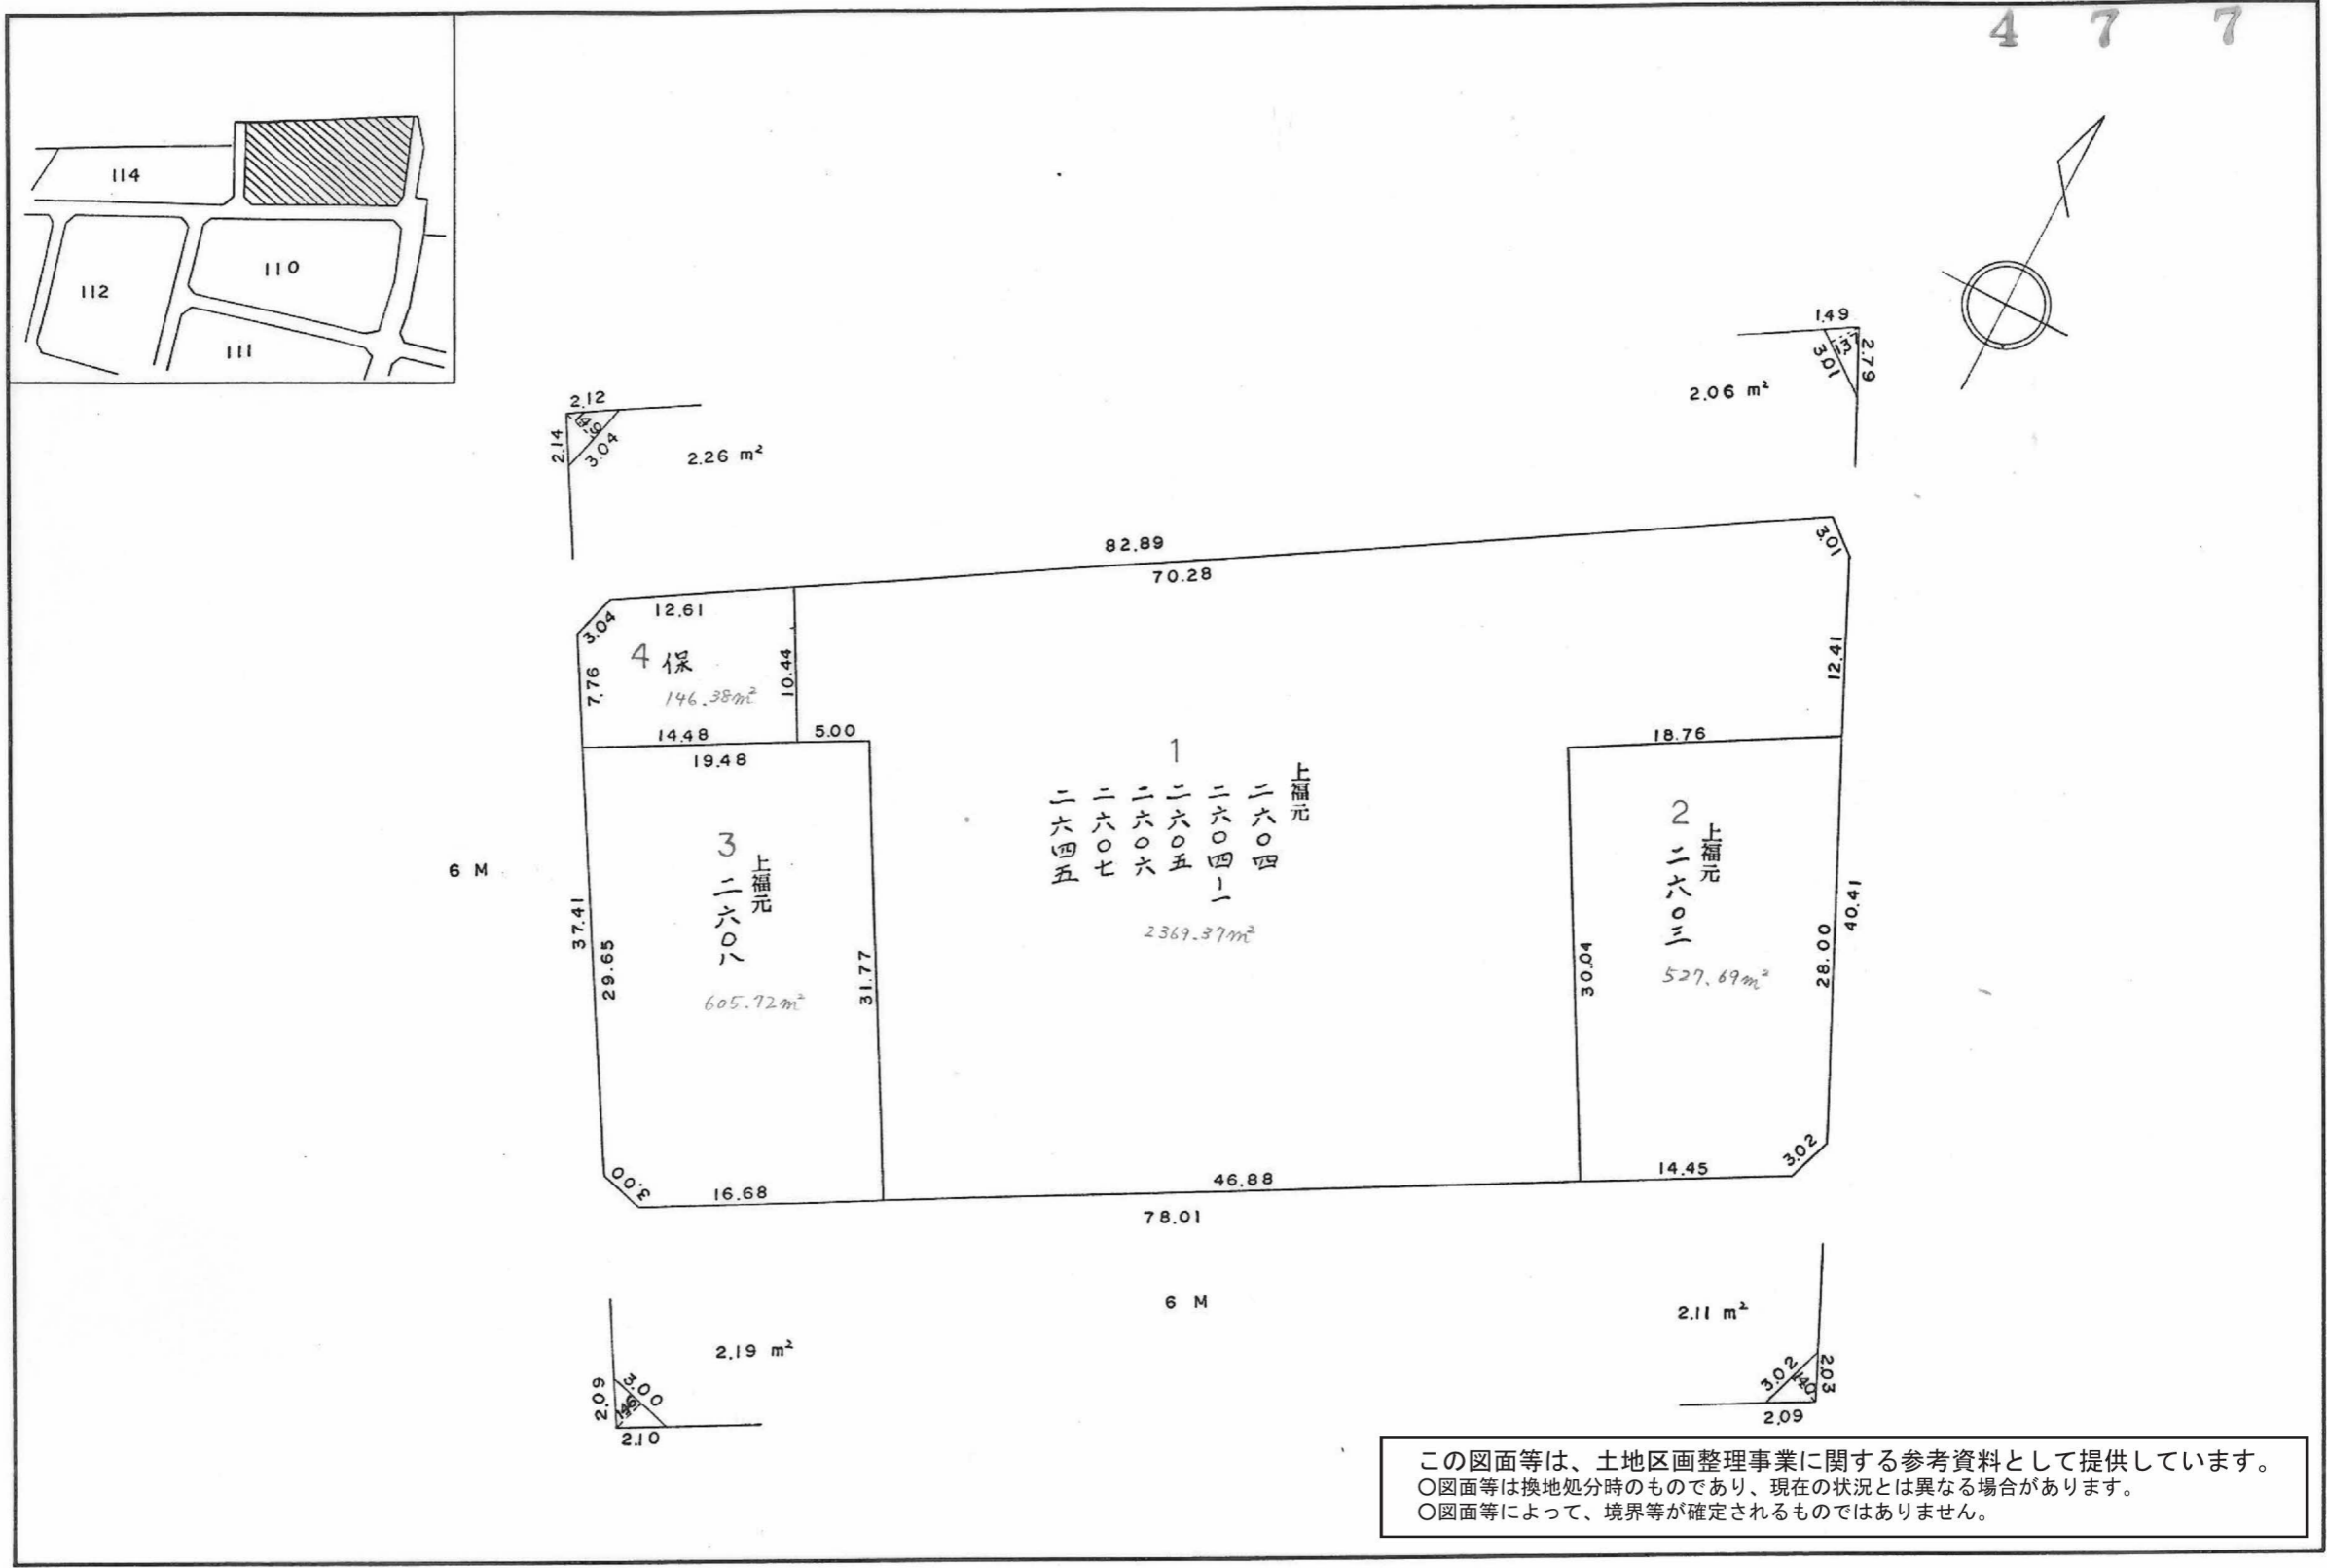 4 7 7
114
112
110
111
1.49
1.37
3.01
2.79
2.06 m²
2.12
1.49
2.14
3.04
2.26 m²
82.89
70.28
3.01
12.61
3.04
4 保
146.38m²
7.76
10.44
12.41
14.48
5.00
19.48
18.76
1
上福元
二六〇四
二六〇四-一
二六〇五
二六〇六
二六〇七
二六四五
2369.37m²
2
上福元
二六〇三
527.69m²
3
上福元
二六〇八
605.72m²
6 M
37.41
29.65
31.77
30.04
28.00
40.41
3.00
16.68
46.88
14.45
3.02
78.01
6 M
2.19 m²
2.09
3.00
1.46
2.10
2.11 m²
3.02
1.40
2.03
2.09
この図面等は、土地区画整理事業に関する参考資料として提供しています。
○図面等は換地処分時のものであり、現在の状況とは異なる場合があります。
○図面等によって、境界等が確定されるものではありません。